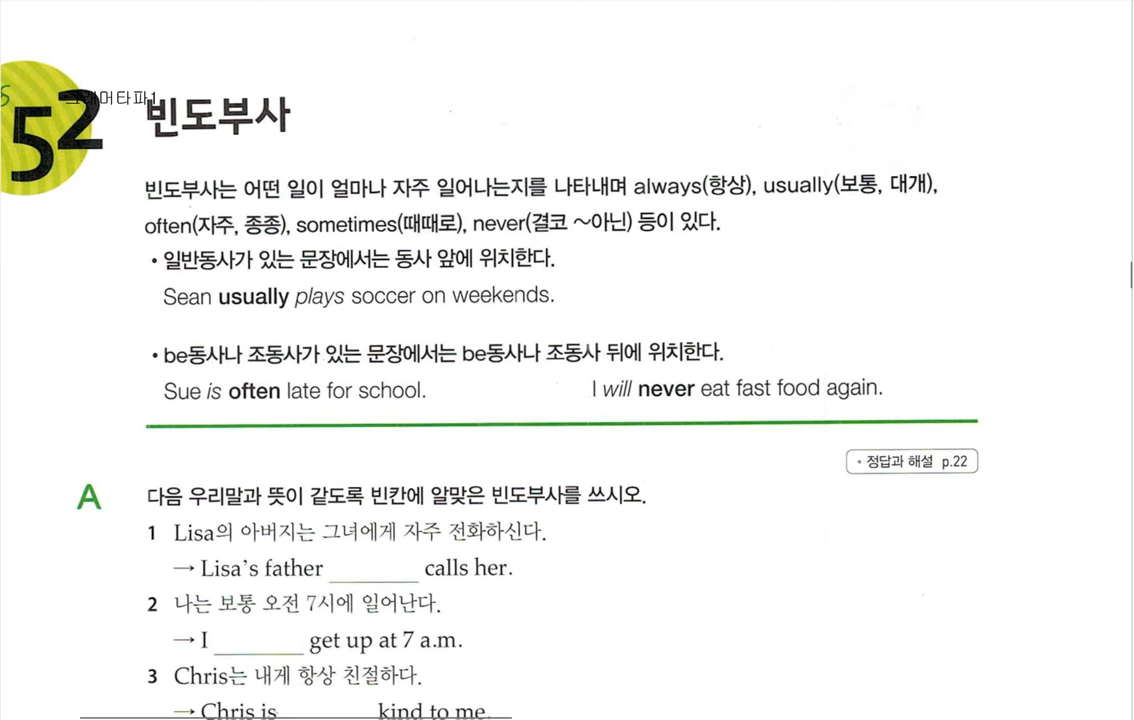 52
그래머타파1
빈도부사
빈도부사는 어떤 일이 얼마나 자주 일어나는지를 나타내며 always(항상), usually(보통, 대개),
often(자주, 종종), sometimes(때때로), never(결코 ~아닌) 등이 있다.
• 일반동사가 있는 문장에서는 동사 앞에 위치한다.
Sean usually plays soccer on weekends.
• be동사나 조동사가 있는 문장에서는 be동사나 조동사 뒤에 위치한다.
Sue is often late for school. I will never eat fast food again.
• 정답과 해설 p.22
A 다음 우리말과 뜻이 같도록 빈칸에 알맞은 빈도부사를 쓰시오.
1 Lisa의 아버지는 그녀에게 자주 전화하신다.
→ Lisa's father ________ calls her.
2 나는 보통 오전 7시에 일어난다.
→ I ________ get up at 7 a.m.
3 Chris는 내게 항상 친절하다.
→ Chris is ________ kind to me.